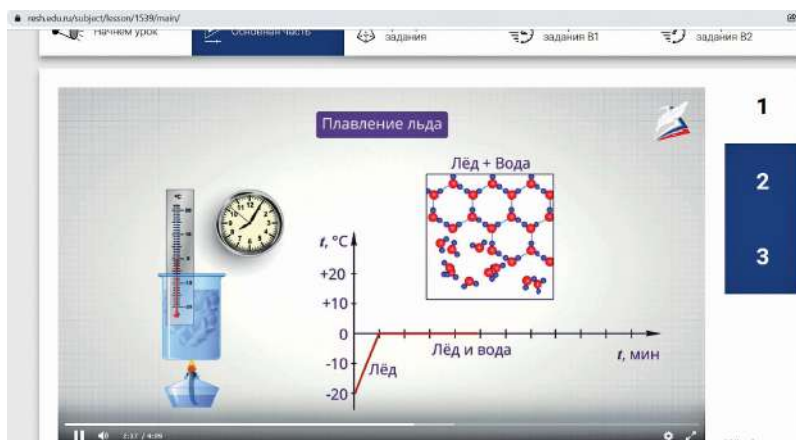 resh.edu.ru/subject/lesson/1539/main/
Начнем урок
Основная часть
задания
задания В1
задания В2
Плавление льда
1
2
3
Лёд + Вода
°C
t, °C
+20
+10
0
-10
-20
Лёд
Лёд и вода
t, мин